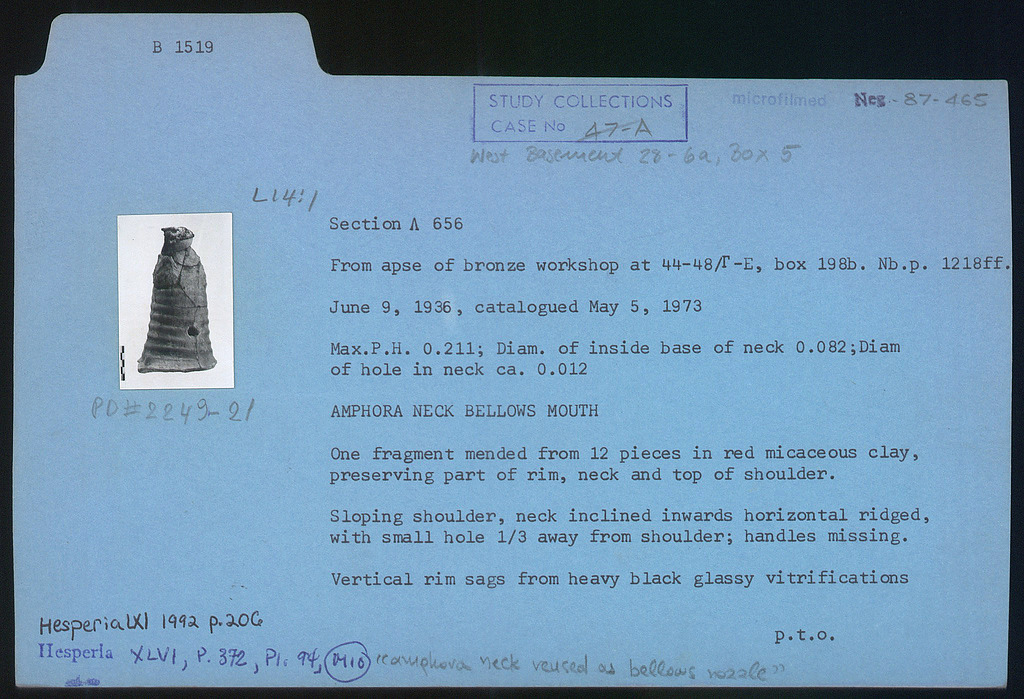 B 1519
STUDY COLLECTIONS
CASE No 47-A
microfilmed Neg.- 87-465
West Basement 28-6a, Box 5
L14:1
Section Λ 656
From apse of bronze workshop at 44-48/Γ-E, box 198b. Nb.p. 1218ff.
June 9, 1936, catalogued May 5, 1973
Max.P.H. 0.211; Diam. of inside base of neck 0.082;Diam
of hole in neck ca. 0.012
PD#2249-21
AMPHORA NECK BELLOWS MOUTH
One fragment mended from 12 pieces in red micaceous clay,
preserving part of rim, neck and top of shoulder.
Sloping shoulder, neck inclined inwards horizontal ridged,
with small hole 1/3 away from shoulder; handles missing.
Vertical rim sags from heavy black glassy vitrifications
Hesperia LXI 1992 p.206
p.t.o.
Hesperia XLVI, P. 372, Pl. 94, M10 "amphora neck reused as bellows nozzle"